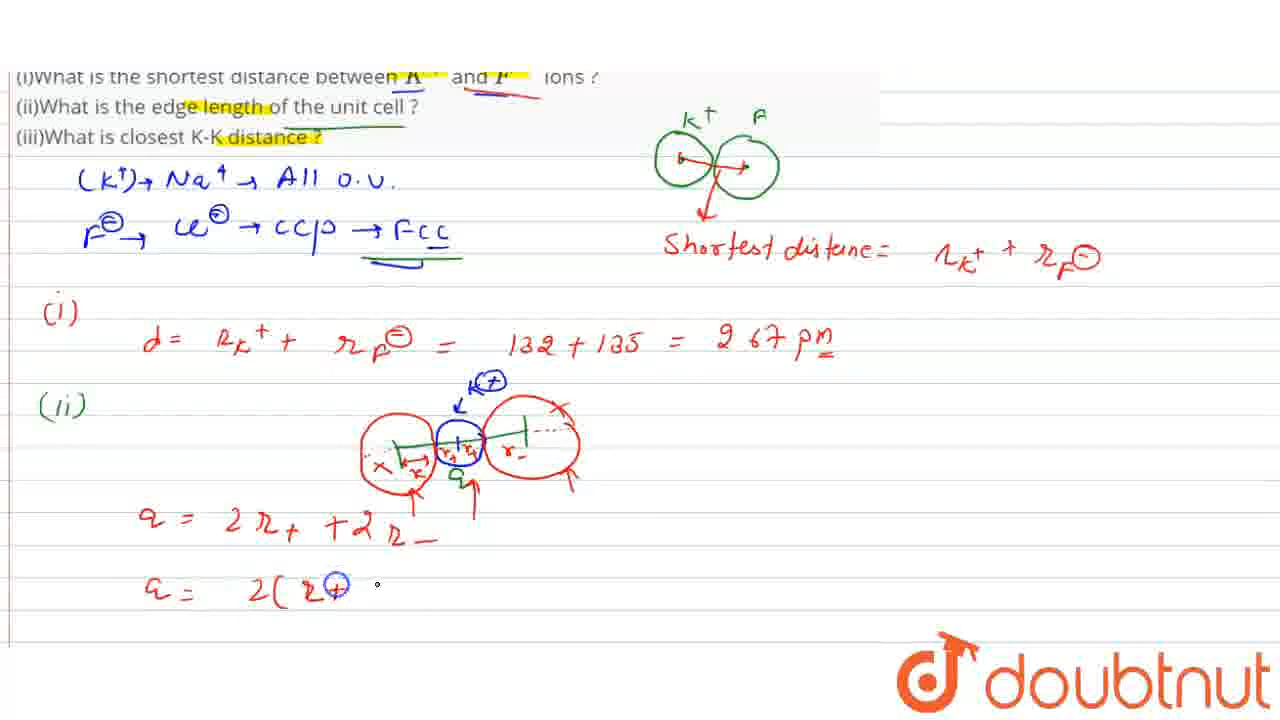 (i)What is the shortest distance between K⁺ and F⁻ ions ?
(ii)What is the edge length of the unit cell ?
(iii)What is closest K-K distance ?
K⁺ F
(K⁺)→ Na⁺ → All O.V.
F⊖ → Cl⊖ → CCP → FCC
Shortest distance = r_K⁺ + r_F⊖
(i)
d = r_K⁺ + r_F⊖ = 132 + 135 = 267 pm
(ii)
K⊕
r₊ r₊ r₋
a
a = 2r₊ + 2r₋
a = 2( r⊕
doubtnut